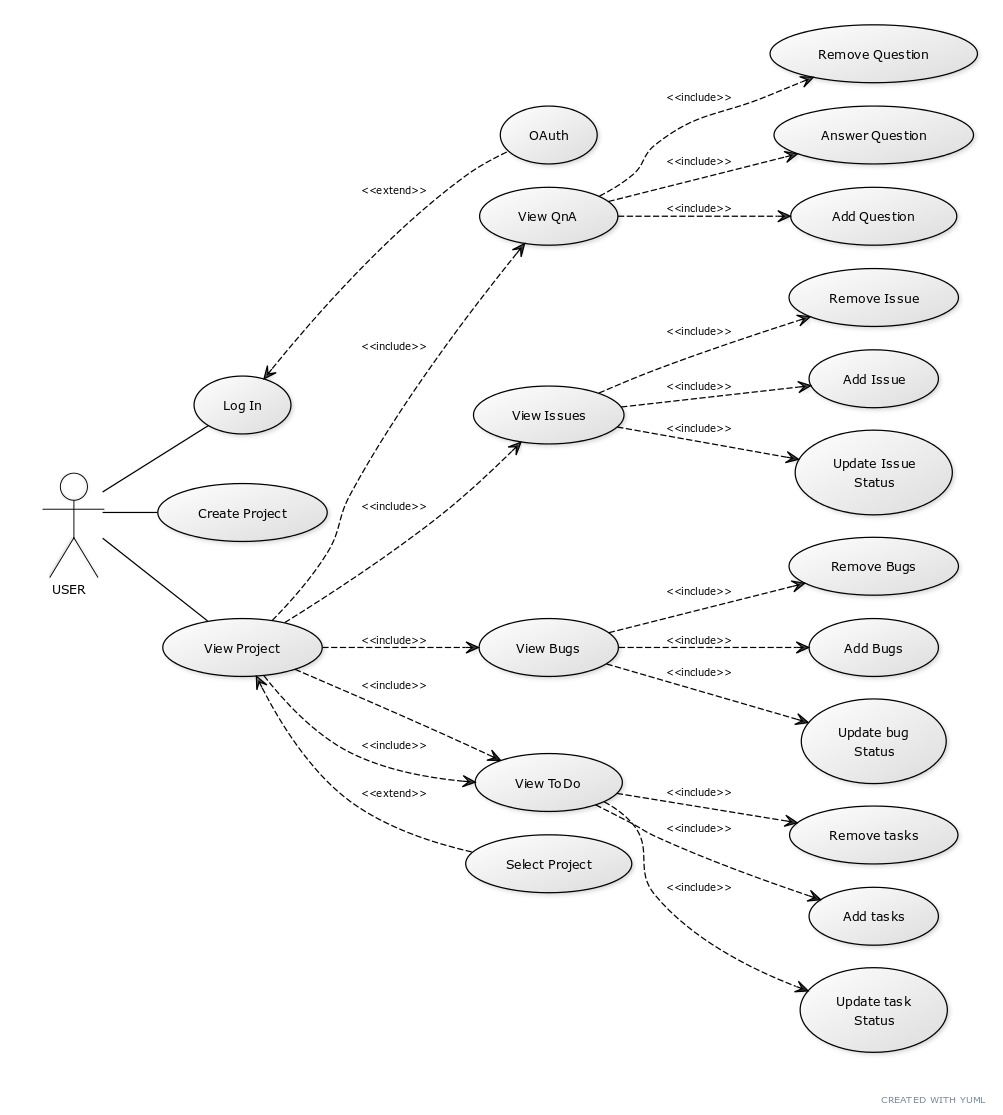 Remove Question
<<include>>
OAuth
Answer Question
<<include>>
<<extend>>
View QnA
<<include>>
Add Question
Remove Issue
<<include>>
<<include>>
Add Issue
<<include>>
Log In
View Issues
<<include>>
Update Issue
Status
<<include>>
Create Project
Remove Bugs
USER
<<include>>
View Project
<<include>>
View Bugs
<<include>>
Add Bugs
<<include>>
<<include>>
Update bug
Status
<<include>>
View ToDo
<<extend>>
<<include>>
Remove tasks
<<include>>
Select Project
<<include>>
Add tasks
Update task
Status
CREATED WITH YUML